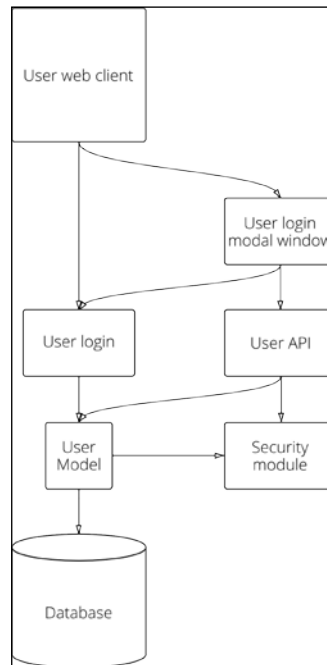 User web client
User login
modal window
User login
User API
User
Model
Security
module
Database